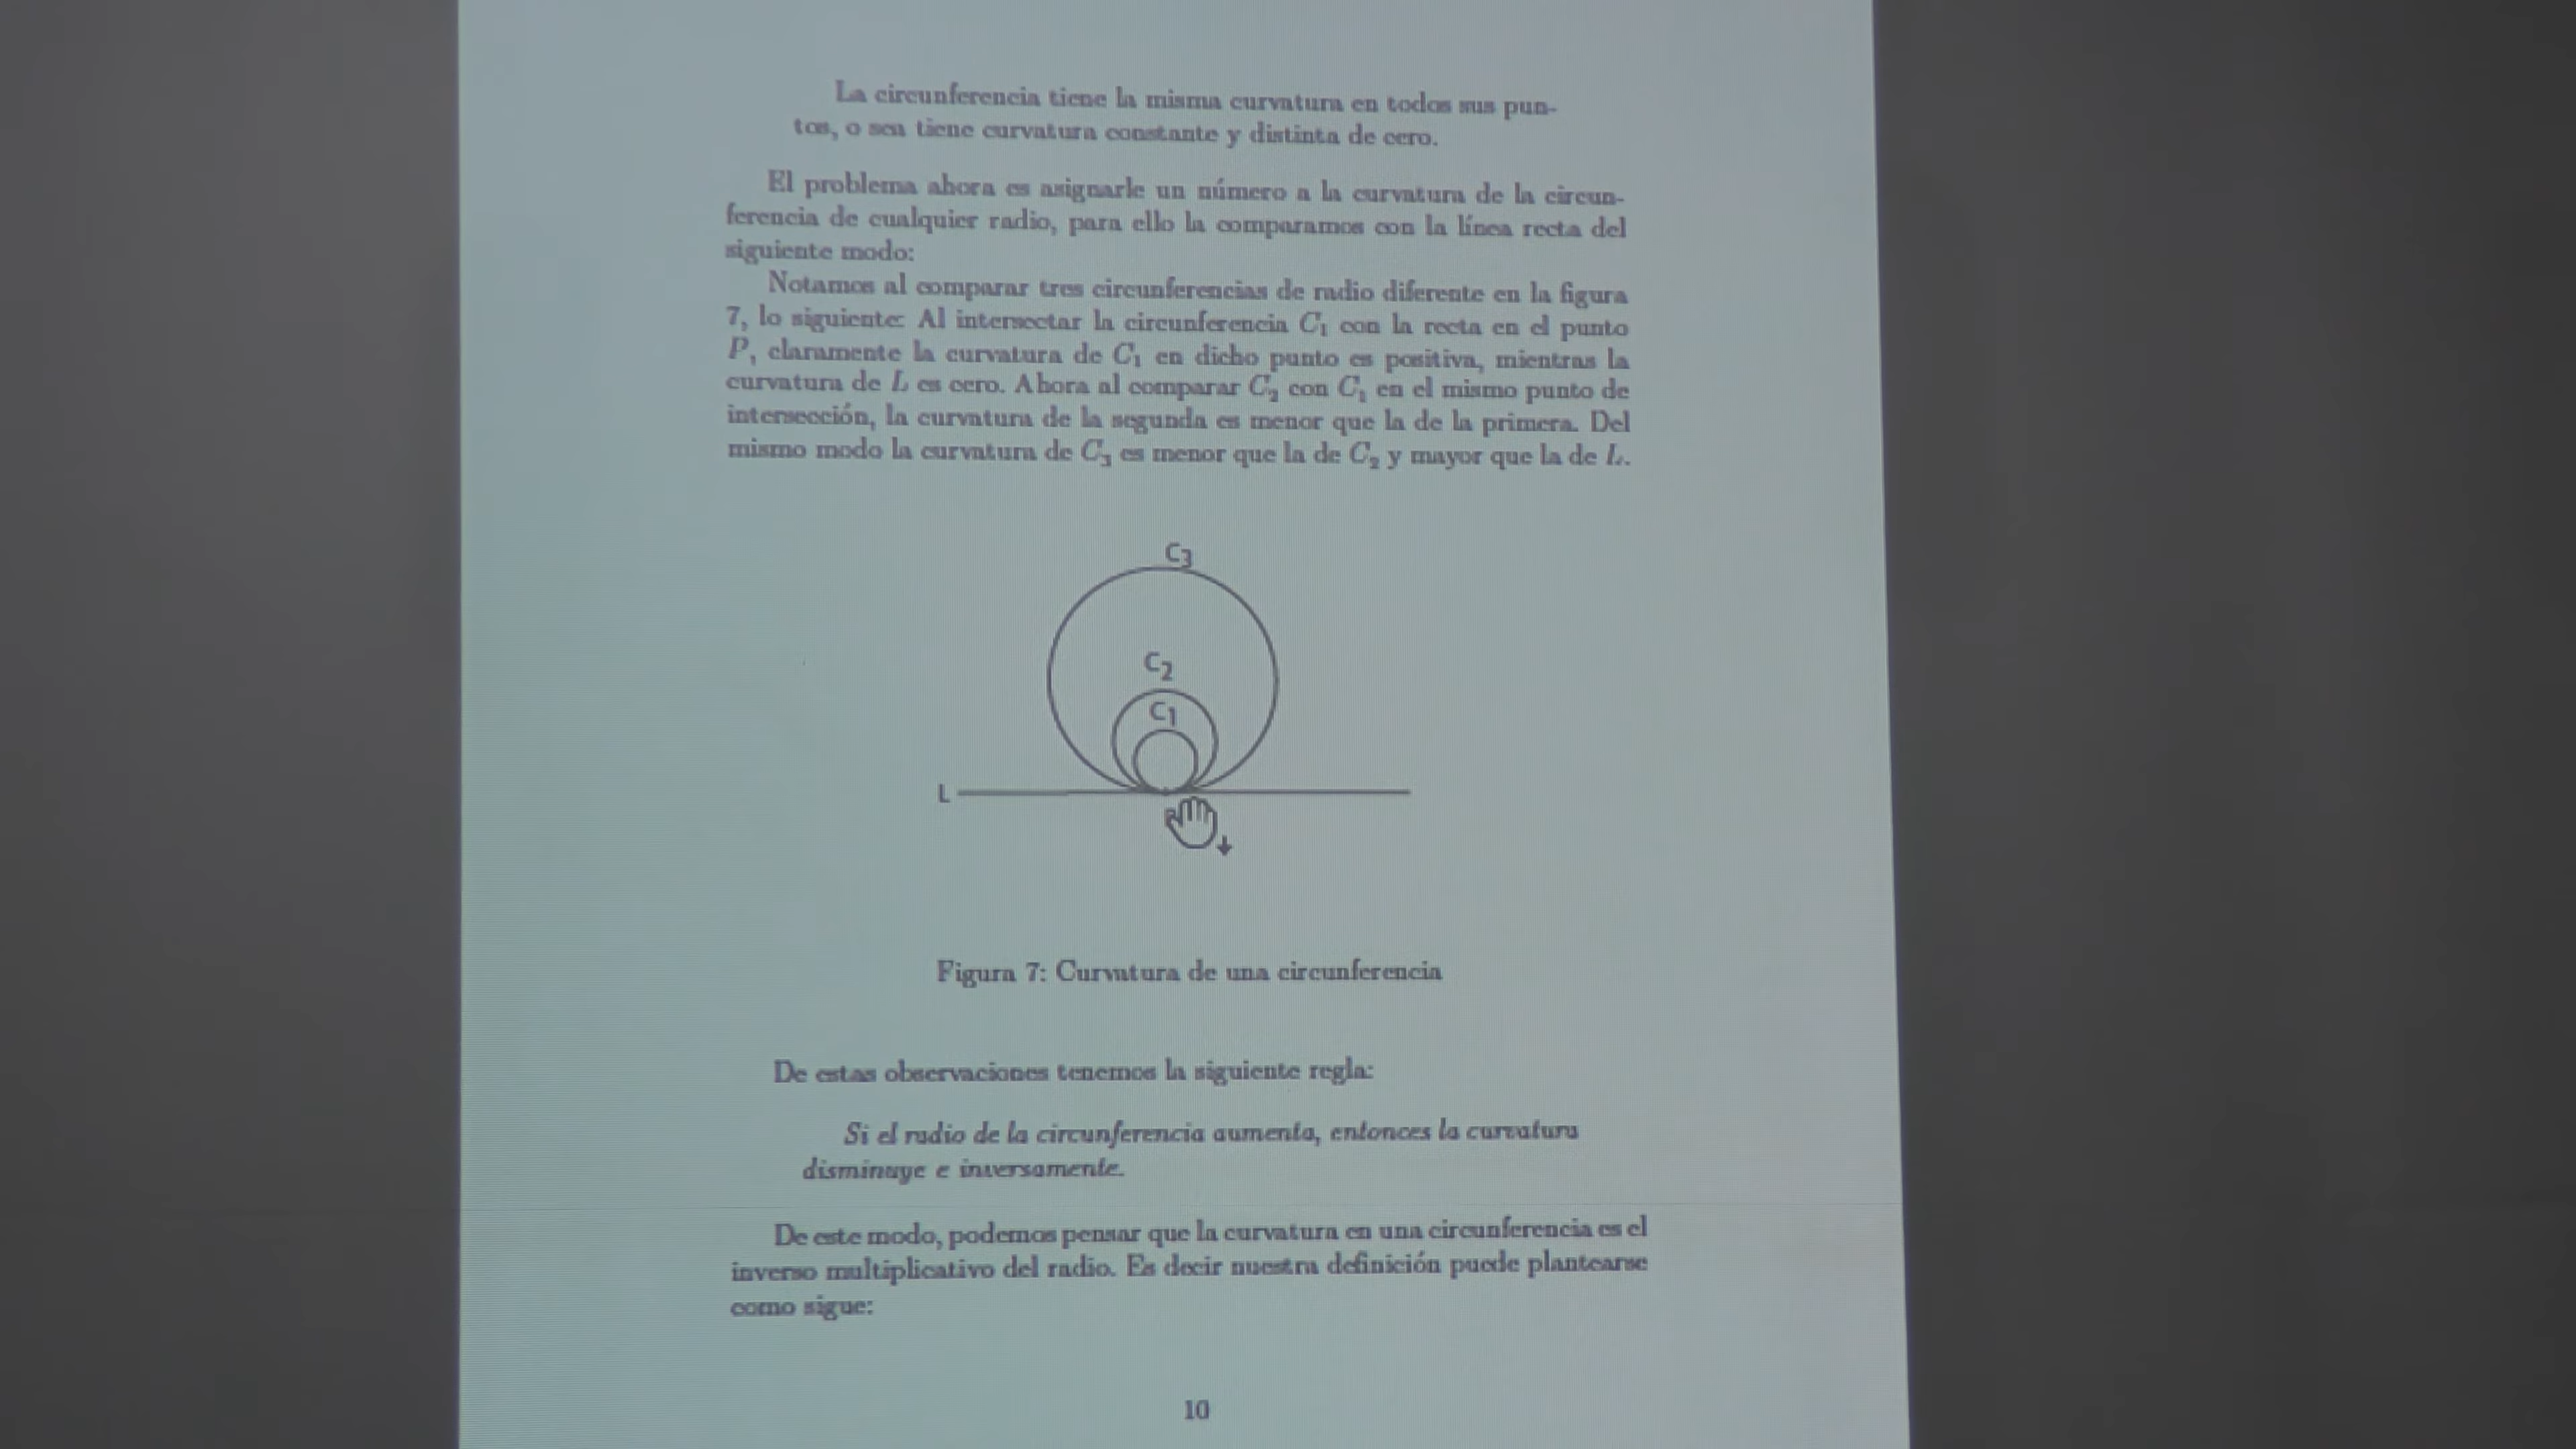 La circunferencia tiene la misma curvatura en todos sus pun-
tos, o sea tiene curvatura constante y distinta de cero.
El problema ahora es asignarle un número a la curvatura de la circun-
ferencia de cualquier radio, para ello la comparamos con la línea recta del
siguiente modo:
Notamos al comparar tres circunferencias de radio diferente en la figura
7, lo siguiente: Al intersectar la circunferencia C₁ con la recta en el punto
P, claramente la curvatura de C₁ en dicho punto es positiva, mientras la
curvatura de L es cero. Ahora al comparar C₂ con C₁ en el mismo punto de
intersección, la curvatura de la segunda es menor que la de la primera. Del
mismo modo la curvatura de C₃ es menor que la de C₂ y mayor que la de L.
C₃
C₂
C₁
L
Figura 7: Curvatura de una circunferencia
De estas observaciones tenemos la siguiente regla:
Si el radio de la circunferencia aumenta, entonces la curvatura
disminuye e inversamente.
De este modo, podemos pensar que la curvatura en una circunferencia es el
inverso multiplicativo del radio. Es decir nuestra definición puede plantearse
como sigue:
10